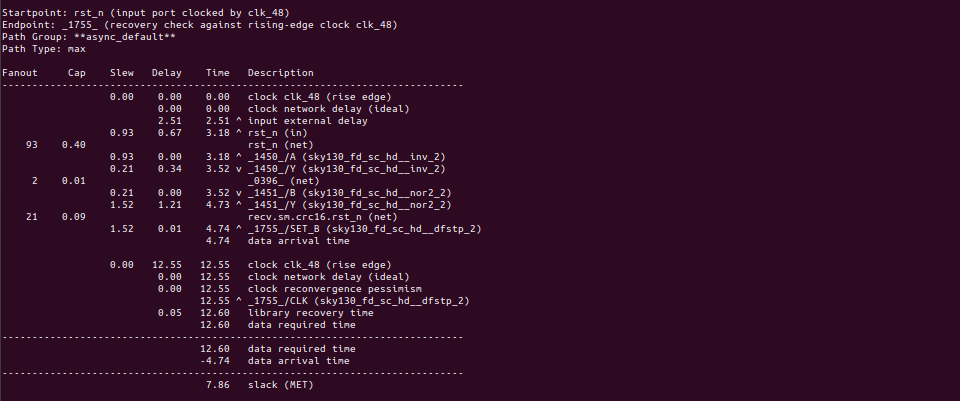 Startpoint: rst_n (input port clocked by clk_48)
Endpoint: _1755_ (recovery check against rising-edge clock clk_48)
Path Group: **async_default**
Path Type: max
Fanout     Cap    Slew   Delay    Time   Description
-----------------------------------------------------------------------------
                  0.00    0.00    0.00   clock clk_48 (rise edge)
                          0.00    0.00   clock network delay (ideal)
                          2.51    2.51 ^ input external delay
                  0.93    0.67    3.18 ^ rst_n (in)
    93    0.40                           rst_n (net)
                  0.93    0.00    3.18 ^ _1450_/A (sky130_fd_sc_hd__inv_2)
                  0.21    0.34    3.52 v _1450_/Y (sky130_fd_sc_hd__inv_2)
     2    0.01                           _0396_ (net)
                  0.21    0.00    3.52 v _1451_/B (sky130_fd_sc_hd__nor2_2)
                  1.52    1.21    4.73 ^ _1451_/Y (sky130_fd_sc_hd__nor2_2)
    21    0.09                           recv.sm.crc16.rst_n (net)
                  1.52    0.01    4.74 ^ _1755_/SET_B (sky130_fd_sc_hd__dfstp_2)
                                  4.74   data arrival time
                  0.00   12.55   12.55   clock clk_48 (rise edge)
                          0.00   12.55   clock network delay (ideal)
                          0.00   12.55   clock reconvergence pessimism
                                 12.55 ^ _1755_/CLK (sky130_fd_sc_hd__dfstp_2)
                          0.05   12.60   library recovery time
                                 12.60   data required time
-----------------------------------------------------------------------------
                                 12.60   data required time
                                 -4.74   data arrival time
-----------------------------------------------------------------------------
                                  7.86   slack (MET)